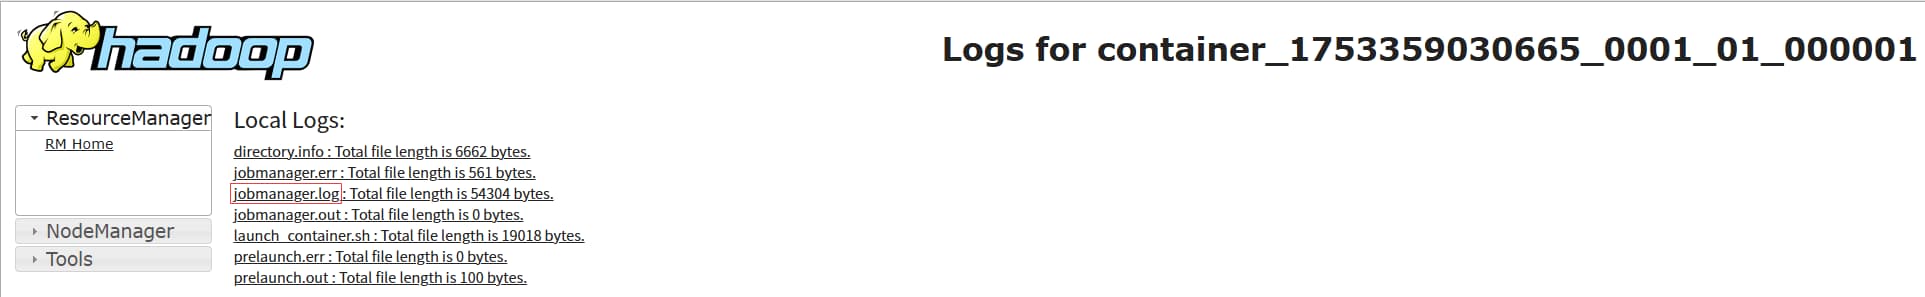 hadoop
Logs for container_1753359030665_0001_01_000001
ResourceManager
RM Home
NodeManager
Tools
Local Logs:
directory.info : Total file length is 6662 bytes.
jobmanager.err : Total file length is 561 bytes.
jobmanager.log : Total file length is 54304 bytes.
jobmanager.out : Total file length is 0 bytes.
launch_container.sh : Total file length is 19018 bytes.
prelaunch.err : Total file length is 0 bytes.
prelaunch.out : Total file length is 100 bytes.